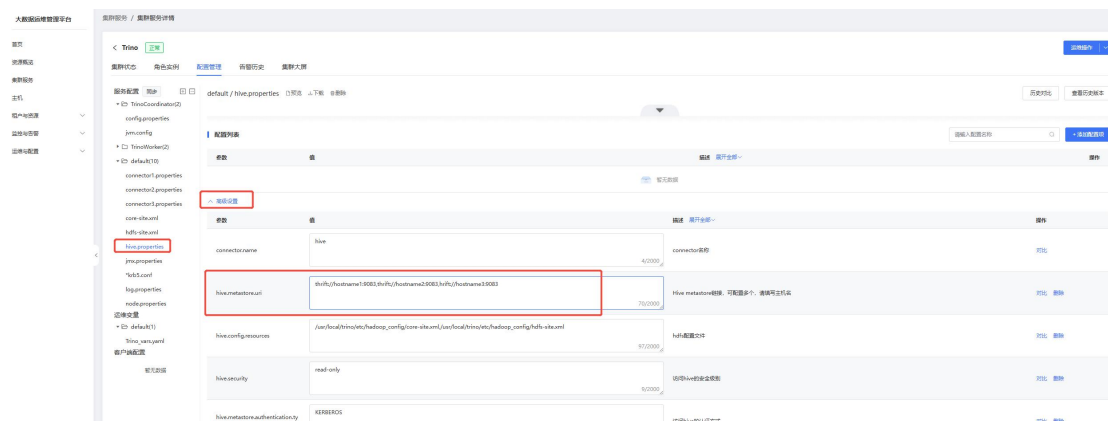 大数据运维管理平台
首页
资源概览
集群服务
主机
租户与资源
监控与告警
运维与配置
集群服务 / 集群服务详情
< Trino 正常
运维操作
集群状态 角色实例 配置管理 告警历史 集群大屏
服务配置 同步
TrinoCoordinator(2)
config.properties
jvm.config
TrinoWorker(2)
default(10)
connector1.properties
connector2.properties
connector3.properties
core-site.xml
hdfs-site.xml
hive.properties
jmx.properties
*krb5.conf
log.properties
node.properties
运维变量
default(1)
Trino_vars.yaml
客户端配置
暂无数据
default / hive.properties 预览 下载 删除
历史对比 查看历史版本
配置列表
请输入配置名称
+ 添加配置项
参数 值 描述 展开全部 操作
暂无数据
高级设置
参数 值 描述 展开全部 操作
connector.name hive 4/2000 connector名称 对比
hive.metastore.uri thrift://hostname1:9083,thrift://hostname2:9083,hrift://hostname3:9083 70/2000 Hive metastore链接，可配置多个，请填写主机名 对比 删除
hive.config.resources /usr/local/trino/etc/hadoop_config/core-site.xml,/usr/local/trino/etc/hadoop_config/hdfs-site.xml 97/2000 hdfs配置文件 对比 删除
hive.security read-only 9/2000 访问hive的安全级别 对比 删除
hive.metastore.authentication.ty KERBEROS